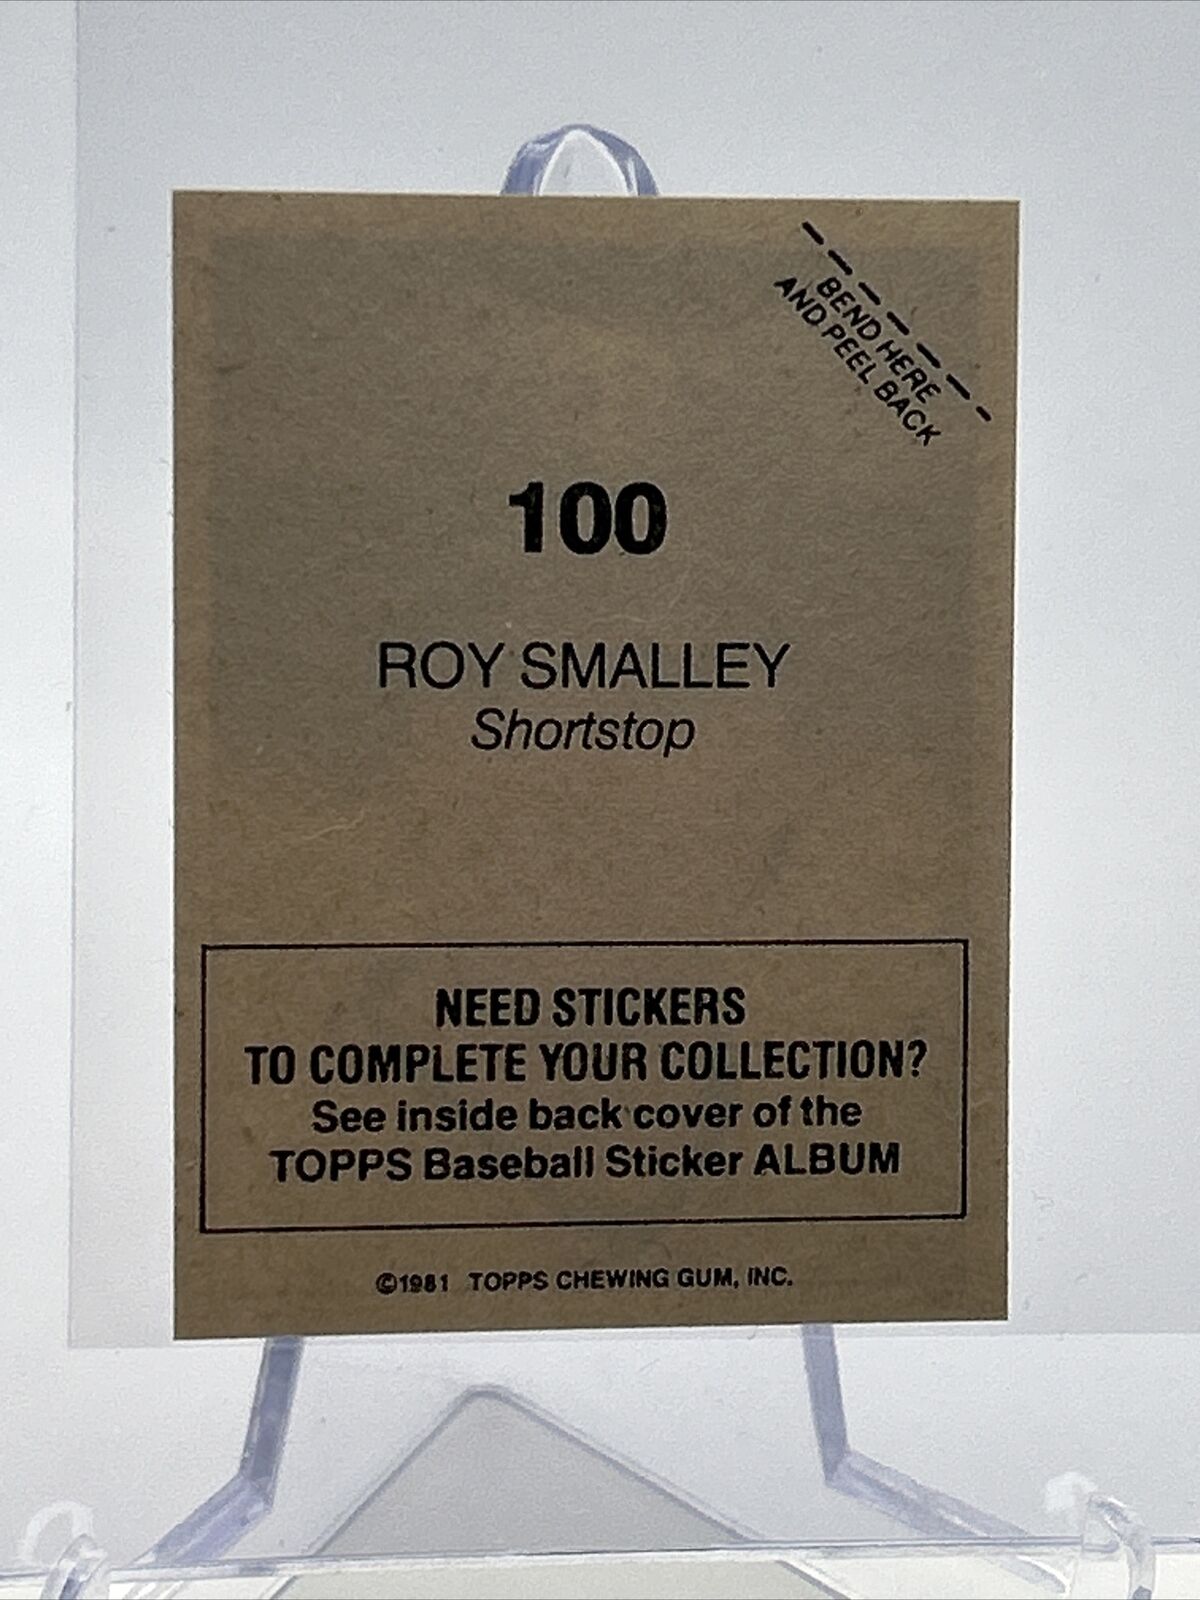 BEND HERE
AND PEEL BACK
100
ROY SMALLEY
Shortstop
NEED STICKERS
TO COMPLETE YOUR COLLECTION?
See inside back cover of the
TOPPS Baseball Sticker ALBUM
©1981 TOPPS CHEWING GUM, INC.